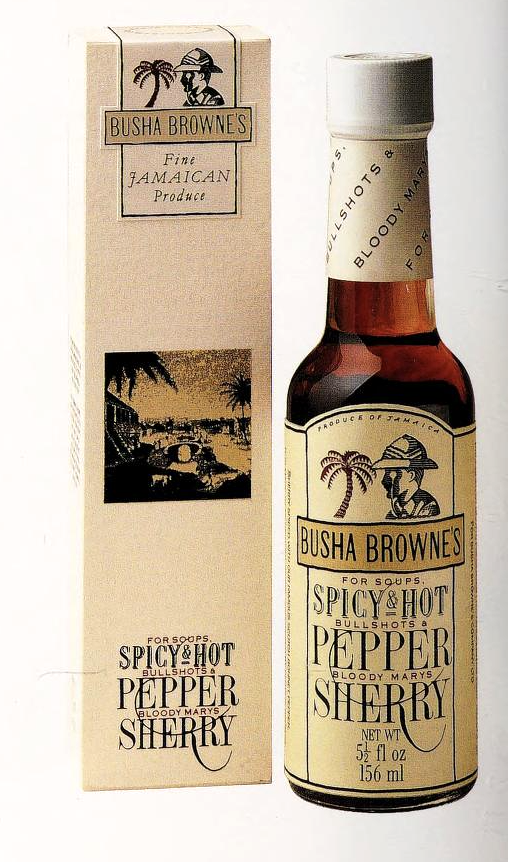 BUSHA BROWNE'S
Fine
JAMAICAN
Produce
FOR SOUPS,
SPICY & HOT
BULLSHOTS &
PEPPER
BLOODY MARYS
SHERRY
UPS,
BULLSHOTS &
BLOODY MARY
FOR
PRODUCE OF JAMAICA
BUSHA BROWNE'S
FOR SOUPS,
SPICY & HOT
BULLSHOTS &
PEPPER
BLOODY MARYS
SHERRY
NET WT
5½ fl oz
156 ml